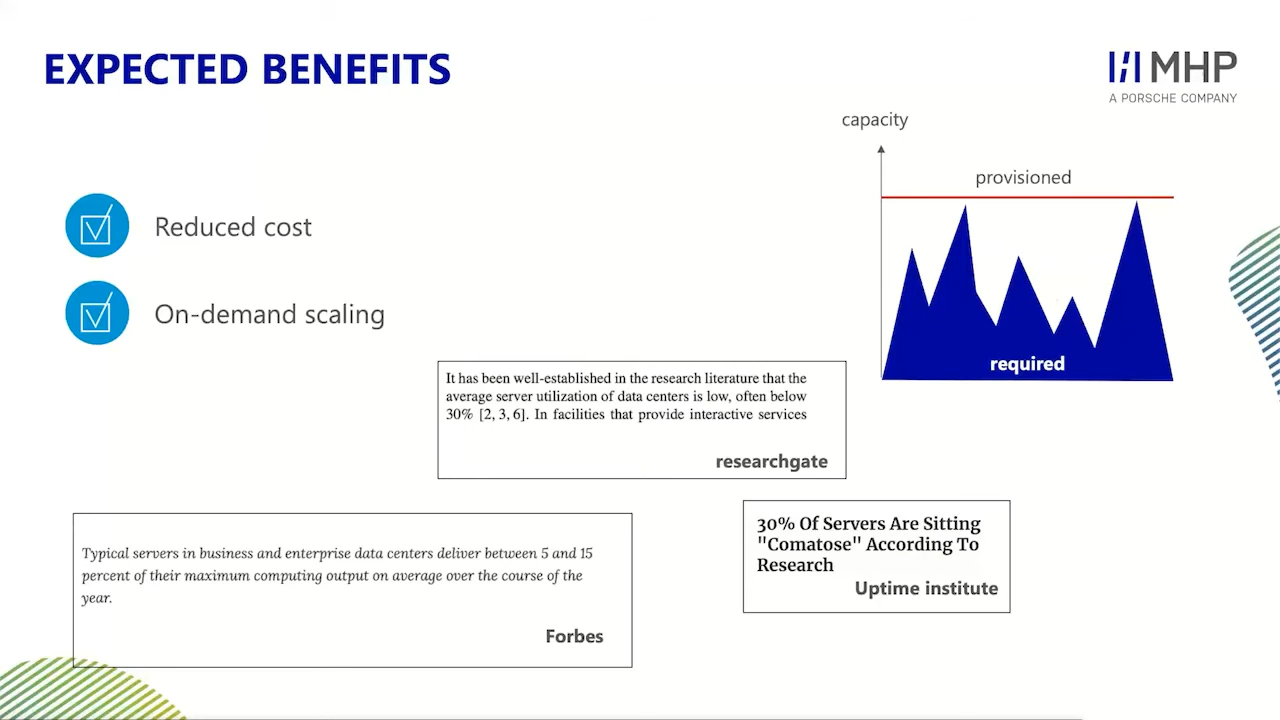 EXPECTED BENEFITS
MHP
A PORSCHE COMPANY
capacity
provisioned
required
Reduced cost
On-demand scaling
It has been well-established in the research literature that the
average server utilization of data centers is low, often below
30% [2, 3, 6]. In facilities that provide interactive services
researchgate
Typical servers in business and enterprise data centers deliver between 5 and 15
percent of their maximum computing output on average over the course of the
year.
Forbes
30% Of Servers Are Sitting
"Comatose" According To
Research
Uptime institute